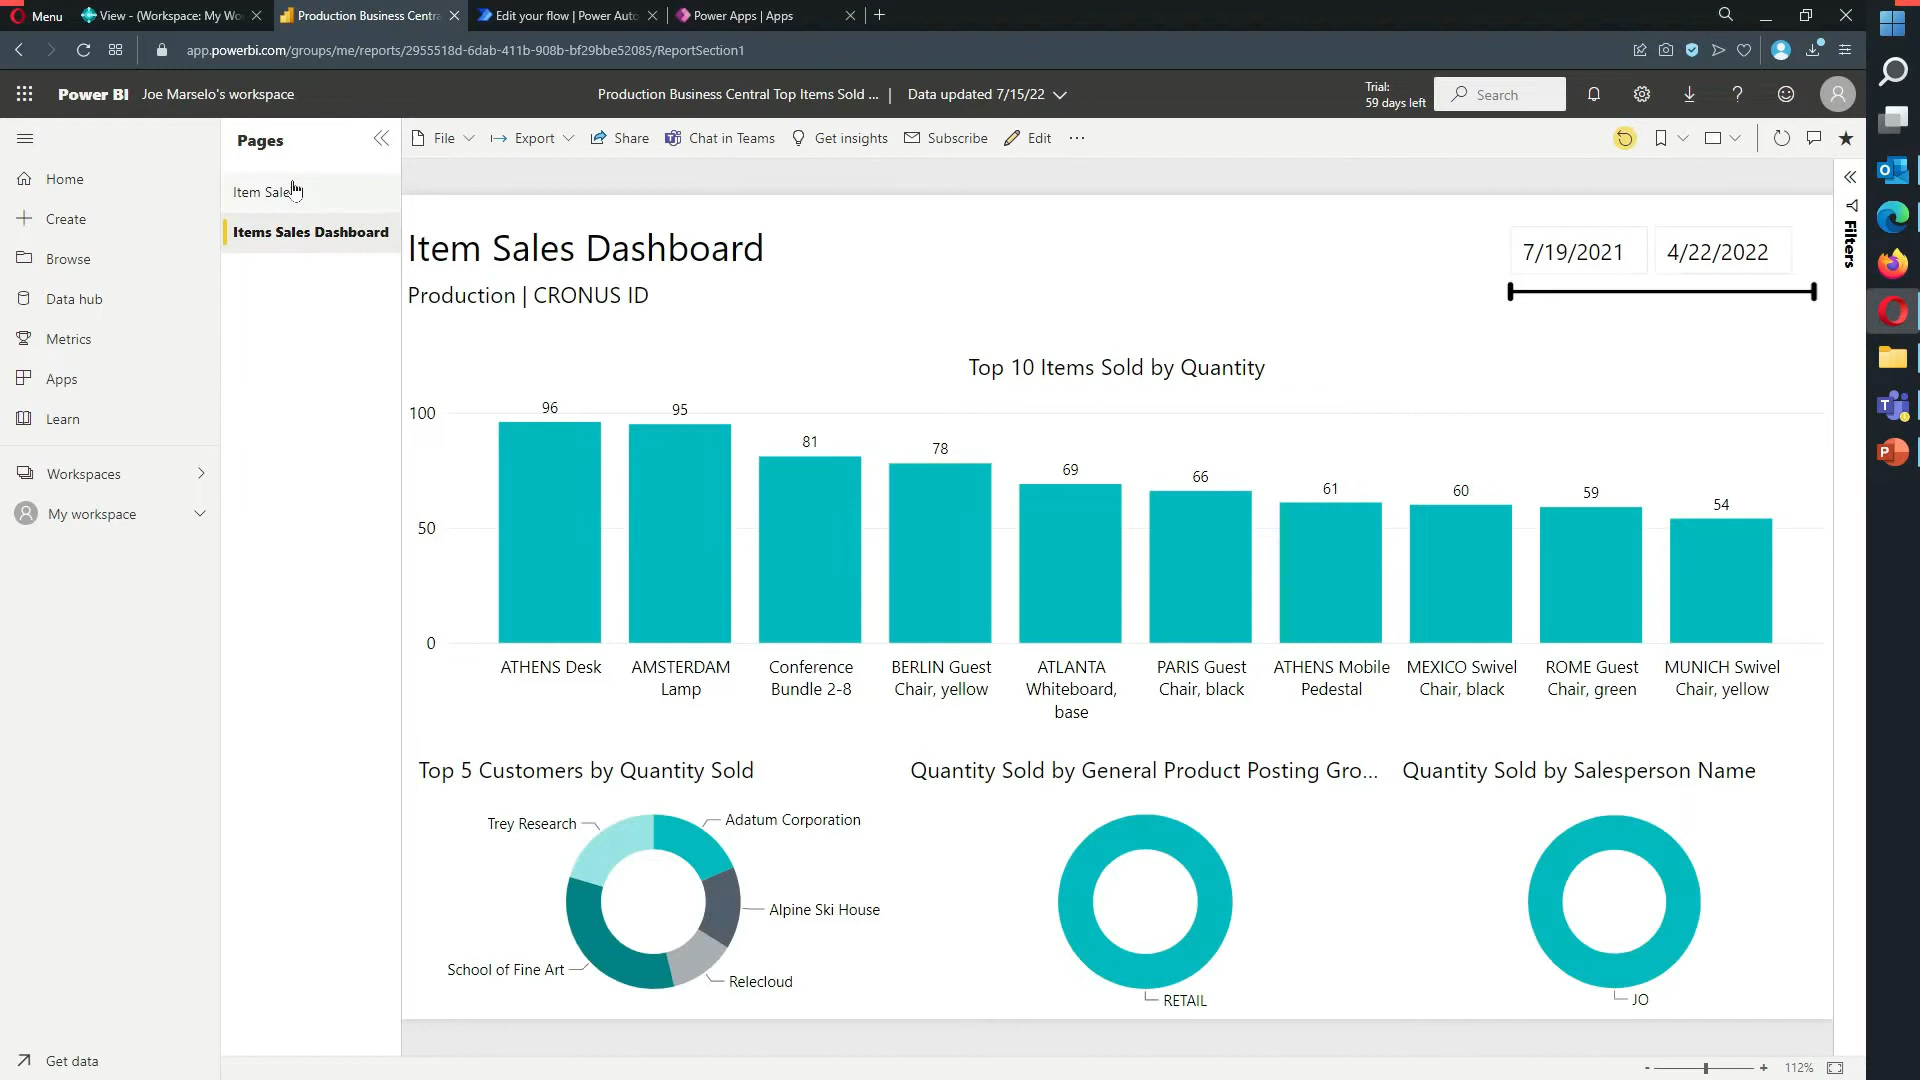 Menu
View - (Workspace: My Wo
Production Business Centra
Edit your flow | Power Auto
Power Apps | Apps
app.powerbi.com/groups/me/reports/2955518d-6dab-411b-908b-bf29bbe52085/ReportSection1
Power BI
Joe Marselo's workspace
Production Business Central Top Items Sold ... | Data updated 7/15/22
Trial:
59 days left
Search
Pages
File
Export
Share
Chat in Teams
Get insights
Subscribe
Edit
Home
Create
Browse
Data hub
Metrics
Apps
Learn
Workspaces
My workspace
Get data
Item Sale
Items Sales Dashboard
Filters
Item Sales Dashboard
Production | CRONUS ID
7/19/2021
4/22/2022
Top 10 Items Sold by Quantity
100
50
0
96
95
81
78
69
66
61
60
59
54
ATHENS Desk
AMSTERDAM
Lamp
Conference
Bundle 2-8
BERLIN Guest
Chair, yellow
ATLANTA
Whiteboard,
base
PARIS Guest
Chair, black
ATHENS Mobile
Pedestal
MEXICO Swivel
Chair, black
ROME Guest
Chair, green
MUNICH Swivel
Chair, yellow
Top 5 Customers by Quantity Sold
Trey Research
Adatum Corporation
Alpine Ski House
School of Fine Art
Relecloud
Quantity Sold by General Product Posting Gro...
RETAIL
Quantity Sold by Salesperson Name
JO
112%